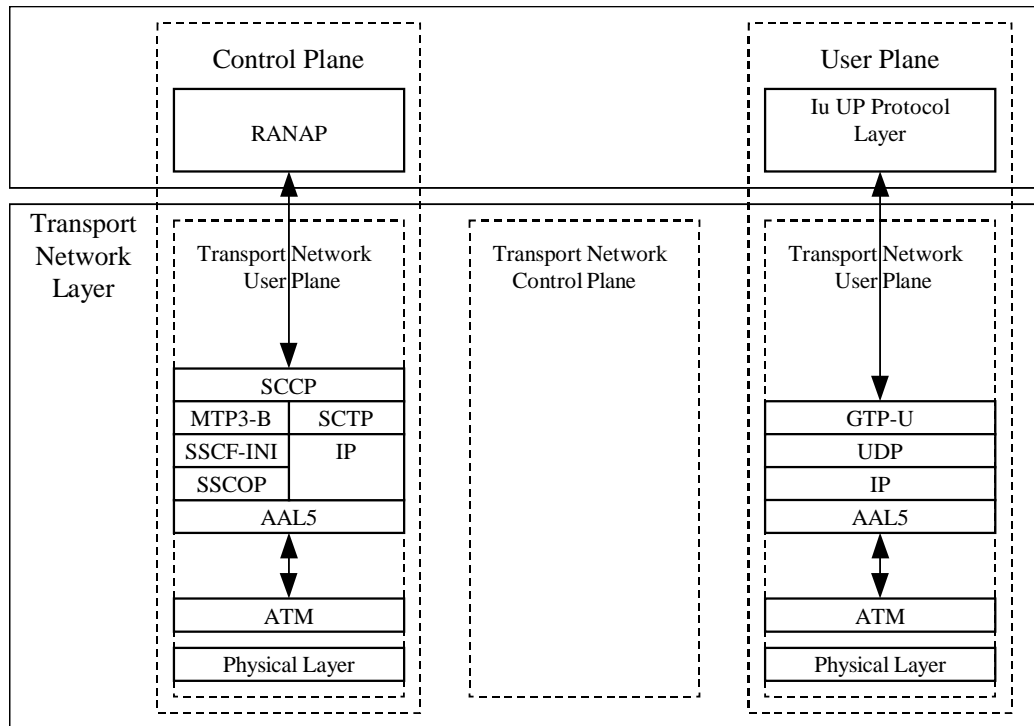 Control Plane
User Plane
RANAP
Iu UP Protocol
Layer
Transport
Network
Layer
Transport Network
User Plane
Transport Network
Control Plane
Transport Network
User Plane
SCCP
MTP3-B
SCTP
SSCF-INI
IP
SSCOP
AAL5
ATM
Physical Layer
GTP-U
UDP
IP
AAL5
ATM
Physical Layer